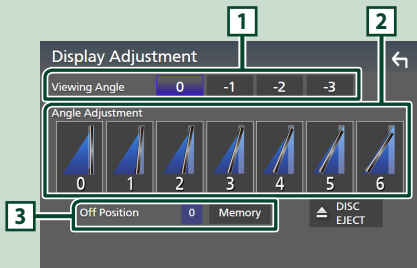 1
2
Display Adjustment
Viewing Angle 0 -1 -2 -3
Angle Adjustment
0 1 2 3 4 5 6
3
Off Position 0 Memory
DISC
EJECT